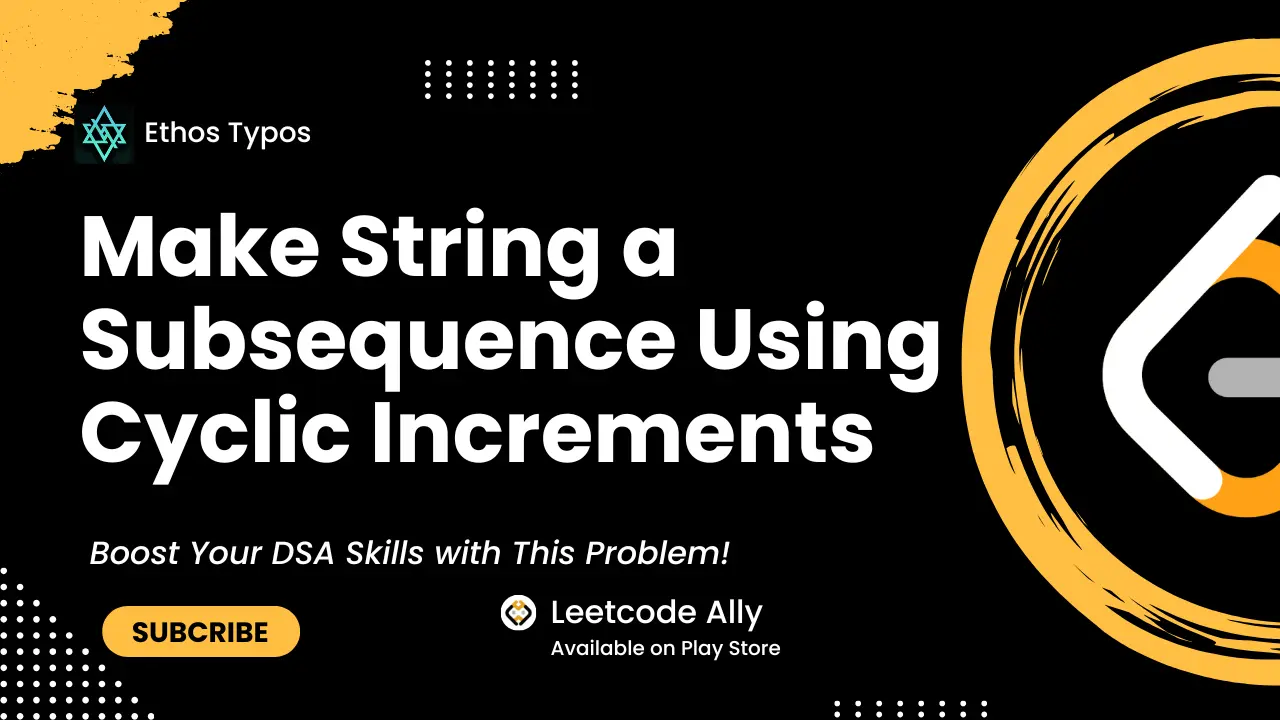 Ethos Typos
Make String a
Subsequence Using
Cyclic Increments
Boost Your DSA Skills with This Problem!
SUBCRIBE
Leetcode Ally
Available on Play Store